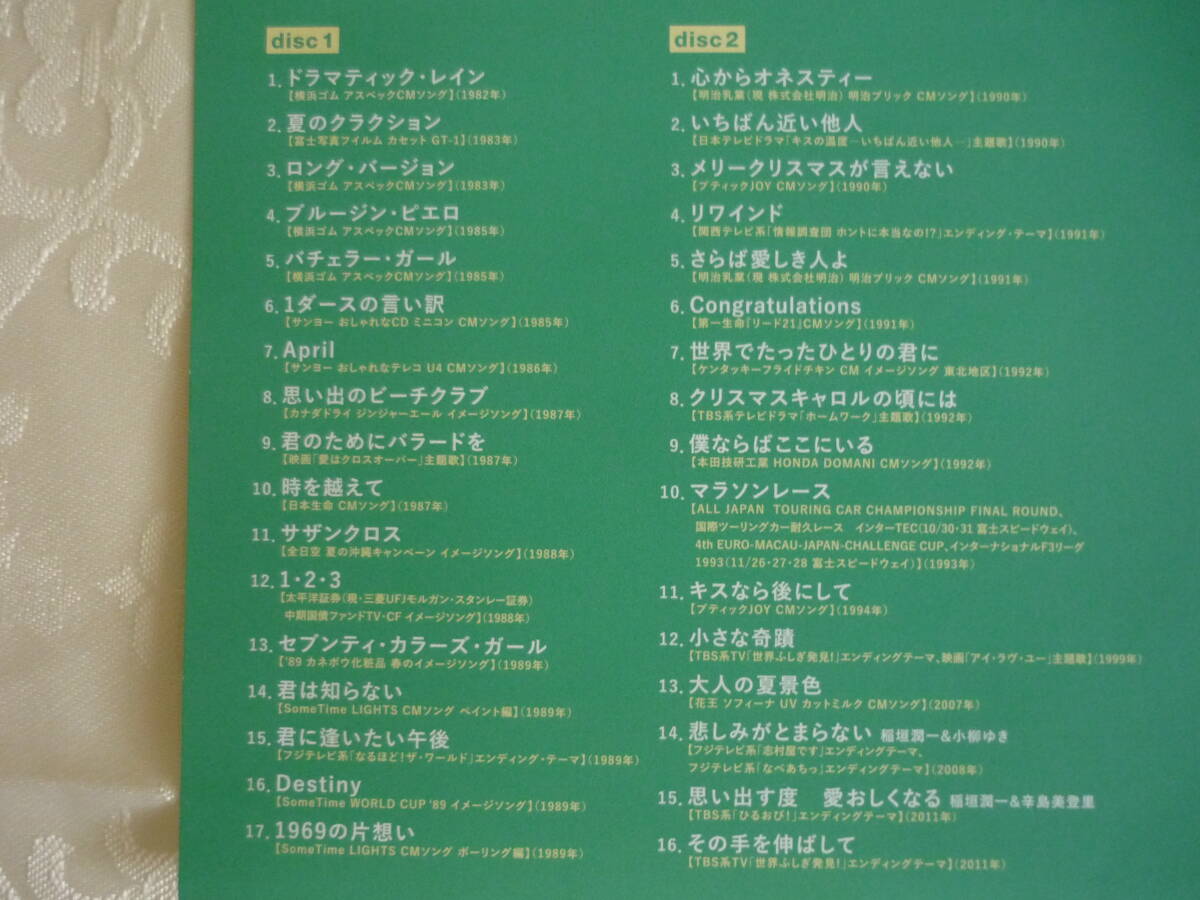 disc 1
1. ドラマティック・レイン
【横浜ゴム アスペックCMソング】(1982年)
2. 夏のクラクション
【富士写真フイルム カセット GT-1】(1983年)
3. ロング・バージョン
【横浜ゴム アスペックCMソング】(1983年)
4. ブルージン・ピエロ
【横浜ゴム アスペックCMソング】(1985年)
5. バチェラー・ガール
【横浜ゴム アスペックCMソング】(1985年)
6. 1ダースの言い訳
【サンヨー おしゃれなCD ミニコン CMソング】(1985年)
7. April
【サンヨー おしゃれなテレコ U4 CMソング】(1986年)
8. 思い出のビーチクラブ
【カナダドライ ジンジャーエール イメージソング】(1987年)
9. 君のためにバラードを
【映画「愛はクロスオーバー」主題歌】(1987年)
10. 時を越えて
【日本生命 CMソング】(1987年)
11. サザンクロス
【全日空 夏の沖縄キャンペーン イメージソング】(1988年)
12. 1・2・3
【太平洋証券(現・三菱UFJモルガン・スタンレー証券)
中期国債ファンドTV・CF イメージソング】(1988年)
13. セブンティ・カラーズ・ガール
【'89 カネボウ化粧品 春のイメージソング】(1989年)
14. 君は知らない
【SomeTime LIGHTS CMソング ペイント編】(1989年)
15. 君に逢いたい午後
【フジテレビ系「なるほど!ザ・ワールド」エンディング・テーマ】(1989年)
16. Destiny
【SomeTime WORLD CUP '89 イメージソング】(1989年)
17. 1969の片想い
【SomeTime LIGHTS CMソング ボーリング編】(1989年)
disc 2
1. 心からオネスティー
【明治乳業(現 株式会社明治) 明治ブリック CMソング】(1990年)
2. いちばん近い他人
【日本テレビドラマ「キスの温度―いちばん近い他人―」主題歌】(1990年)
3. メリークリスマスが言えない
【ブティックJOY CMソング】(1990年)
4. リワインド
【関西テレビ系「情報調査団 ホントに本当なの!?」エンディング・テーマ】(1991年)
5. さらば愛しき人よ
【明治乳業(現 株式会社明治) 明治ブリック CMソング】(1991年)
6. Congratulations
【第一生命『リード21』CMソング】(1991年)
7. 世界でたったひとりの君に
【ケンタッキーフライドチキン CM イメージソング 東北地区】(1992年)
8. クリスマスキャロルの頃には
【TBS系テレビドラマ「ホームワーク」主題歌】(1992年)
9. 僕ならばここにいる
【本田技研工業 HONDA DOMANI CMソング】(1992年)
10. マラソンレース
【ALL JAPAN TOURING CAR CHAMPIONSHIP FINAL ROUND、
国際ツーリングカー耐久レース インターTEC(10/30・31 富士スピードウェイ)、
4th EURO-MACAU-JAPAN-CHALLENGE CUP、インターナショナルF3リーグ
1993(11/26・27・28 富士スピードウェイ)】(1993年)
11. キスなら後にして
【ブティックJOY CMソング】(1994年)
12. 小さな奇蹟
【TBS系TV「世界ふしぎ発見!」エンディングテーマ、映画「アイ・ラヴ・ユー」主題歌】(1999年)
13. 大人の夏景色
【花王 ソフィーナ UV カットミルク CMソング】(2007年)
14. 悲しみがとまらない 稲垣潤一&小柳ゆき
【フジテレビ系「志村屋です」エンディングテーマ、
フジテレビ系「なべあちっ」エンディングテーマ】(2008年)
15. 思い出す度 愛おしくなる 稲垣潤一&辛島美登里
【TBS系「ひるおび!」エンディングテーマ】(2011年)
16. その手を伸ばして
【TBS系TV「世界ふしぎ発見!」エンディングテーマ】(2011年)